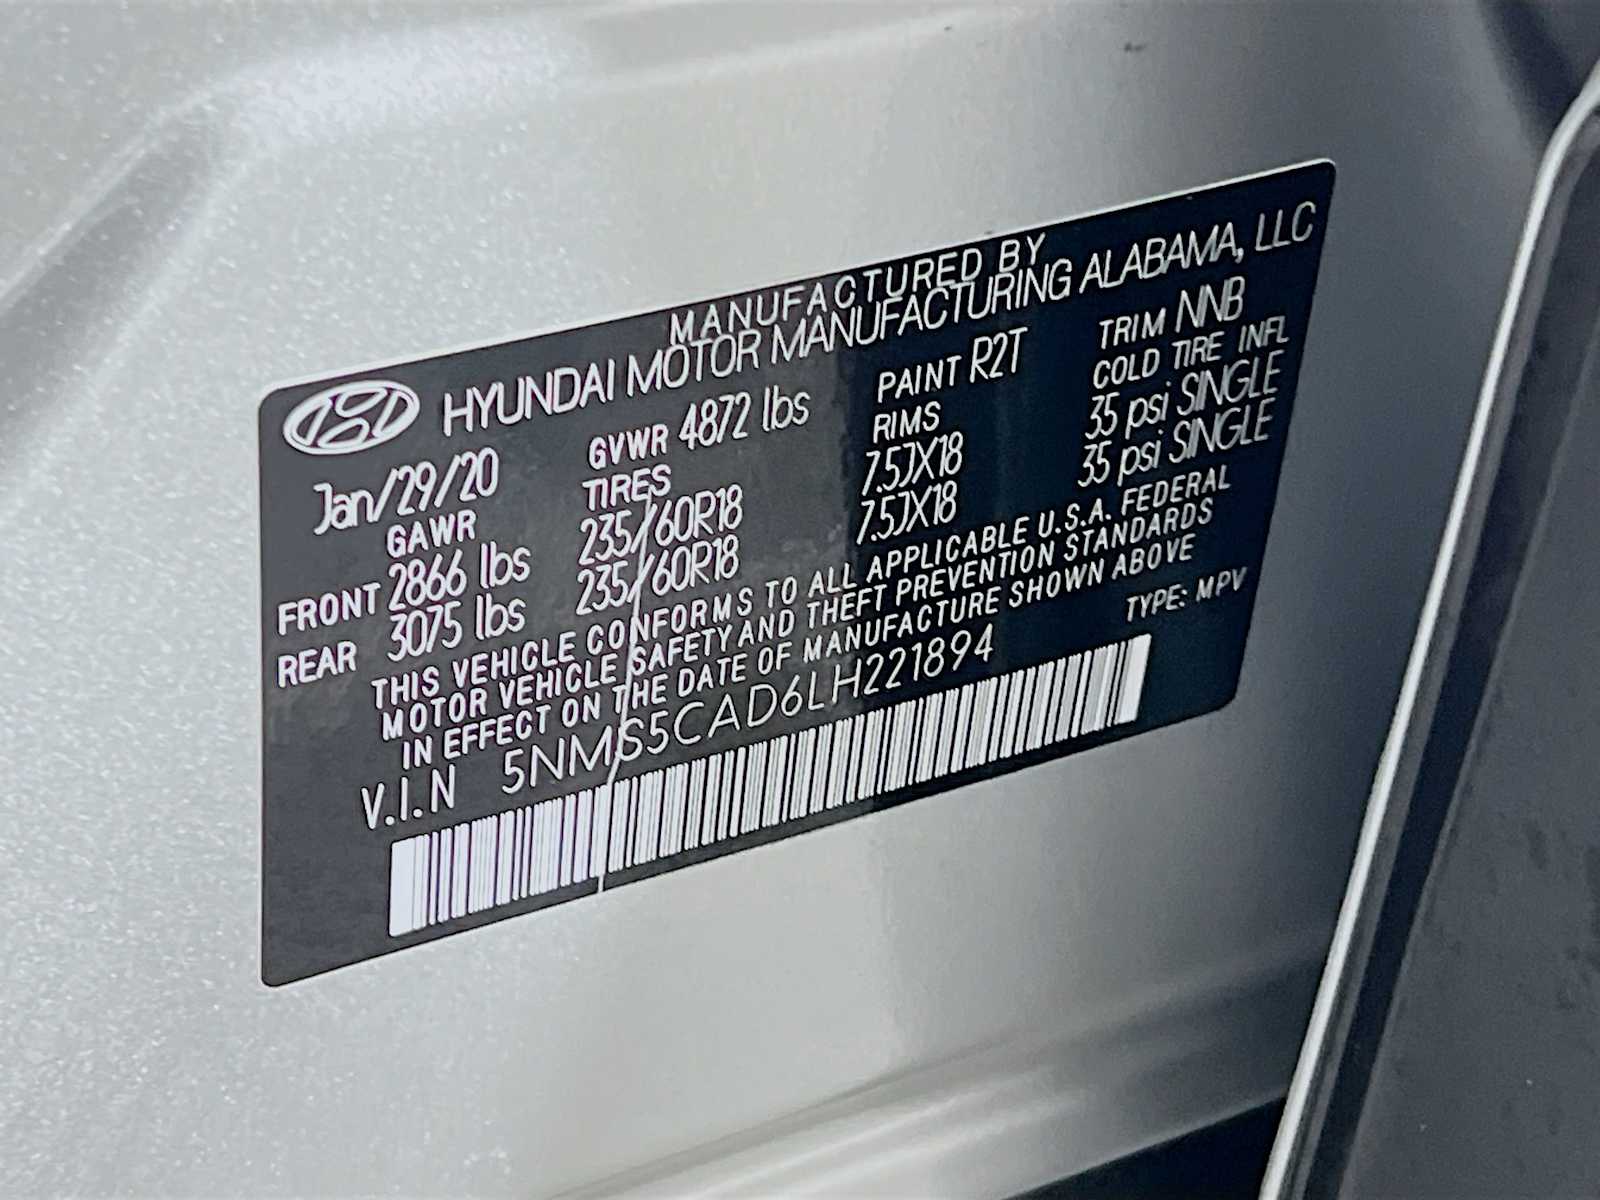 MANUFACTURED BY
HYUNDAI MOTOR MANUFACTURING ALABAMA, LLC
Jan/29/20 GVWR 4872 lbs PAINT R2T TRIM NNB
GAWR TIRES RIMS COLD TIRE INFL
FRONT 2866 lbs 235/60R18 7.5JX18 35 psi SINGLE
REAR 3075 lbs 235/60R18 7.5JX18 35 psi SINGLE
THIS VEHICLE CONFORMS TO ALL APPLICABLE U.S.A. FEDERAL
MOTOR VEHICLE SAFETY AND THEFT PREVENTION STANDARDS
IN EFFECT ON THE DATE OF MANUFACTURE SHOWN ABOVE
V.I.N 5NMS5CAD6LH221894 TYPE: MPV